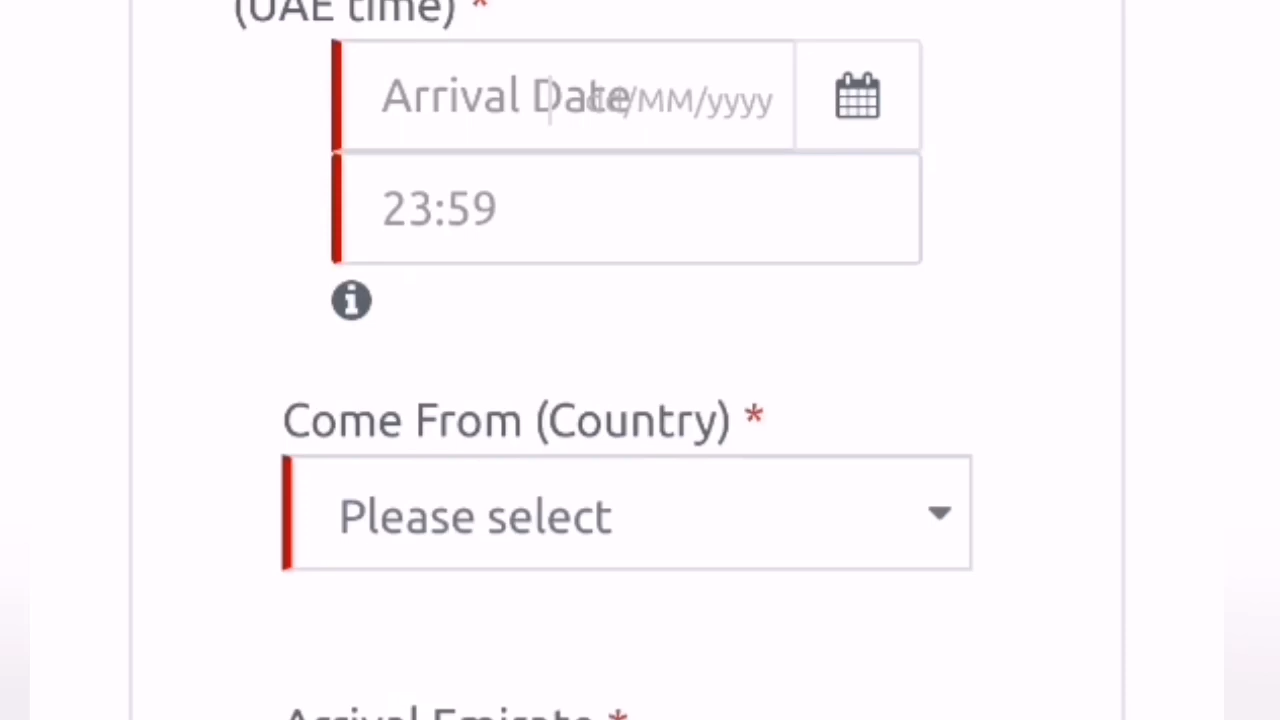 (UAE time) *
Arrival Date dd/MM/yyyy
23:59
Come From (Country) *
Please select
Arrival Emirate *